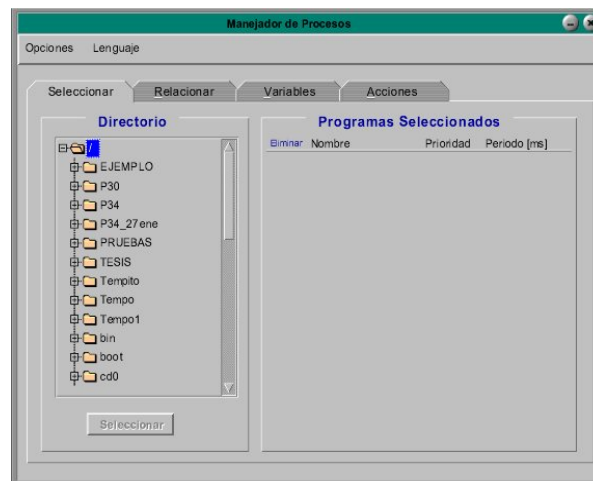 Manejador de Procesos
Opciones Lenguaje
Seleccionar Relacionar Variables Acciones
Directorio
/
EJEMPLO
P30
P34
P34_27ene
PRUEBAS
TESIS
Tempito
Tempo
Tempo1
bin
boot
cd0
Seleccionar
Programas Seleccionados
Eliminar Nombre Prioridad Periodo [ms]